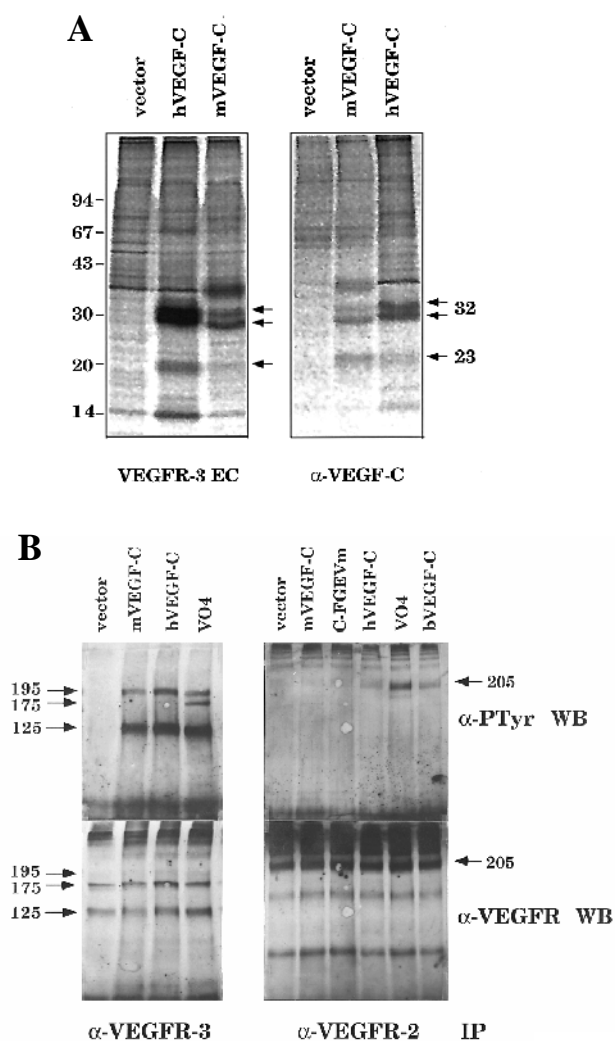 A
vector
hVEGF-C
mVEGF-C
vector
mVEGF-C
hVEGF-C
94
67
43
30
20
14
32
23
VEGFR-3 EC
α-VEGF-C
B
vector
mVEGF-C
hVEGF-C
VO4
vector
mVEGF-C
C-FGEVm
hVEGF-C
VO4
bVEGF-C
195
175
125
205
α-PTyr WB
195
175
125
205
α-VEGFR WB
α-VEGFR-3
α-VEGFR-2
IP